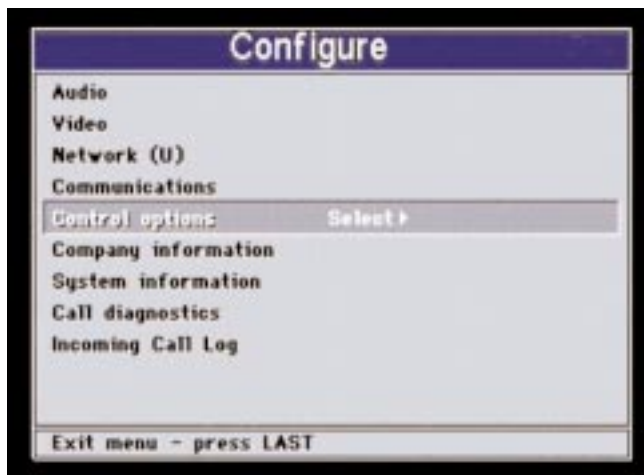 Configure
Audio
Video
Network (U)
Communications
Control options Select
Company information
System information
Call diagnostics
Incoming Call Log
Exit menu - press LAST